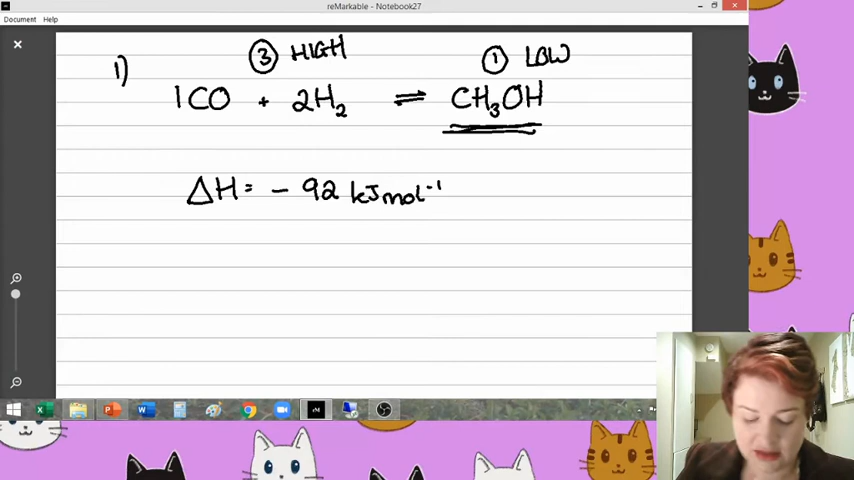 reMarkable - Notebook27
Document Help
1)
③ HIGH ① LOW
1CO + 2H₂ ⇌ CH₃OH
ΔH = - 92 kJmol⁻¹